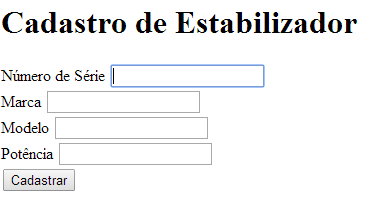 Cadastro de Estabilizador
Número de Série
Marca
Modelo
Potência
Cadastrar